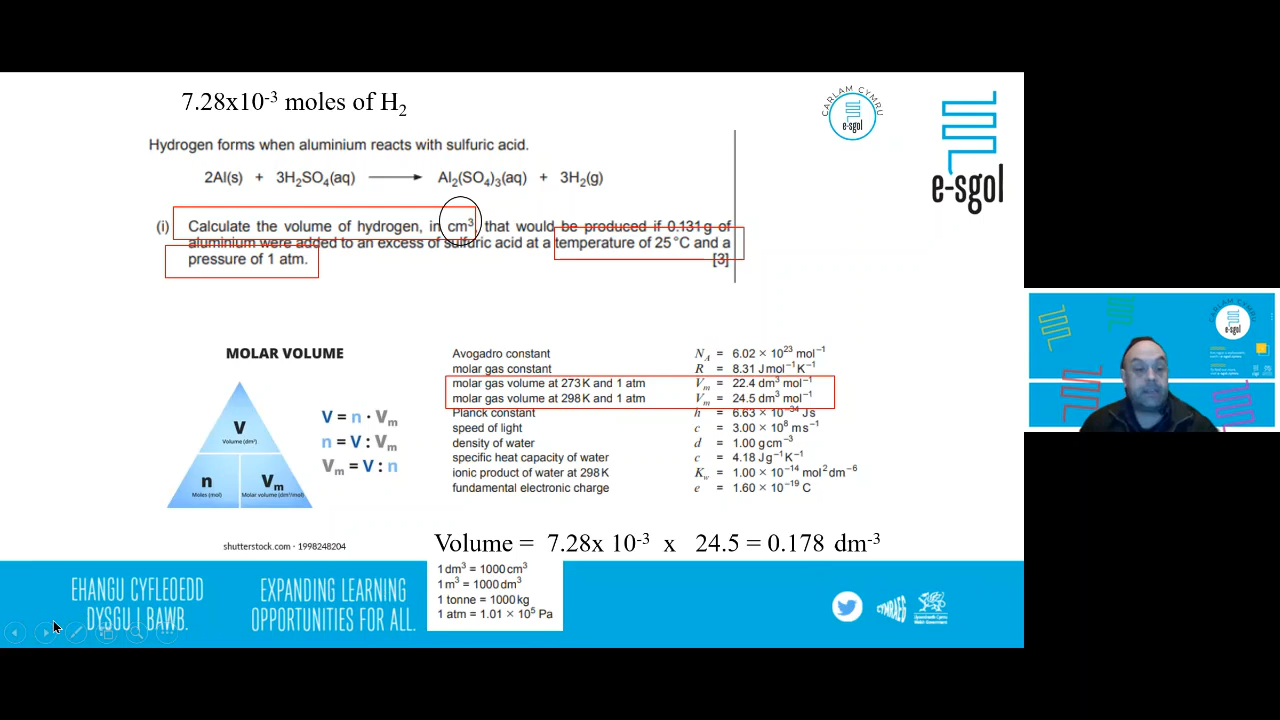 7.28x10⁻³ moles of H₂
CARLAM CYMRU
e-sgol
e-sgol
Hydrogen forms when aluminium reacts with sulfuric acid.
2Al(s) + 3H₂SO₄(aq) ⟶ Al₂(SO₄)₃(aq) + 3H₂(g)
(i) Calculate the volume of hydrogen, in cm³ that would be produced if 0.131 g of
aluminium were added to an excess of sulfuric acid at a temperature of 25 °C and a
pressure of 1 atm. [3]
MOLAR VOLUME
V
Volume (dm³)
n
Moles (mol)
Vm
Molar volume (dm³/mol)
V = n · Vm
n = V : Vm
Vm = V : n
shutterstock.com · 1998248204
Avogadro constant N_A = 6.02 × 10²³ mol⁻¹
molar gas constant R = 8.31 J mol⁻¹ K⁻¹
molar gas volume at 273 K and 1 atm Vm = 22.4 dm³ mol⁻¹
molar gas volume at 298 K and 1 atm Vm = 24.5 dm³ mol⁻¹
Planck constant h = 6.63 × 10⁻³⁴ J s
speed of light c = 3.00 × 10⁸ m s⁻¹
density of water d = 1.00 g cm⁻³
specific heat capacity of water c = 4.18 J g⁻¹ K⁻¹
ionic product of water at 298 K Kw = 1.00 × 10⁻¹⁴ mol² dm⁻⁶
fundamental electronic charge e = 1.60 × 10⁻¹⁹ C
Volume = 7.28x 10⁻³ x 24.5 = 0.178 dm⁻³
1 dm³ = 1000 cm³
1 m³ = 1000 dm³
1 tonne = 1000 kg
1 atm = 1.01 × 10⁵ Pa
EHANGU CYFLEOEDD
DYSGU I BAWB.
EXPANDING LEARNING
OPPORTUNITIES FOR ALL.
CYMRAEG
CARLAM CYMRU
e-sgol